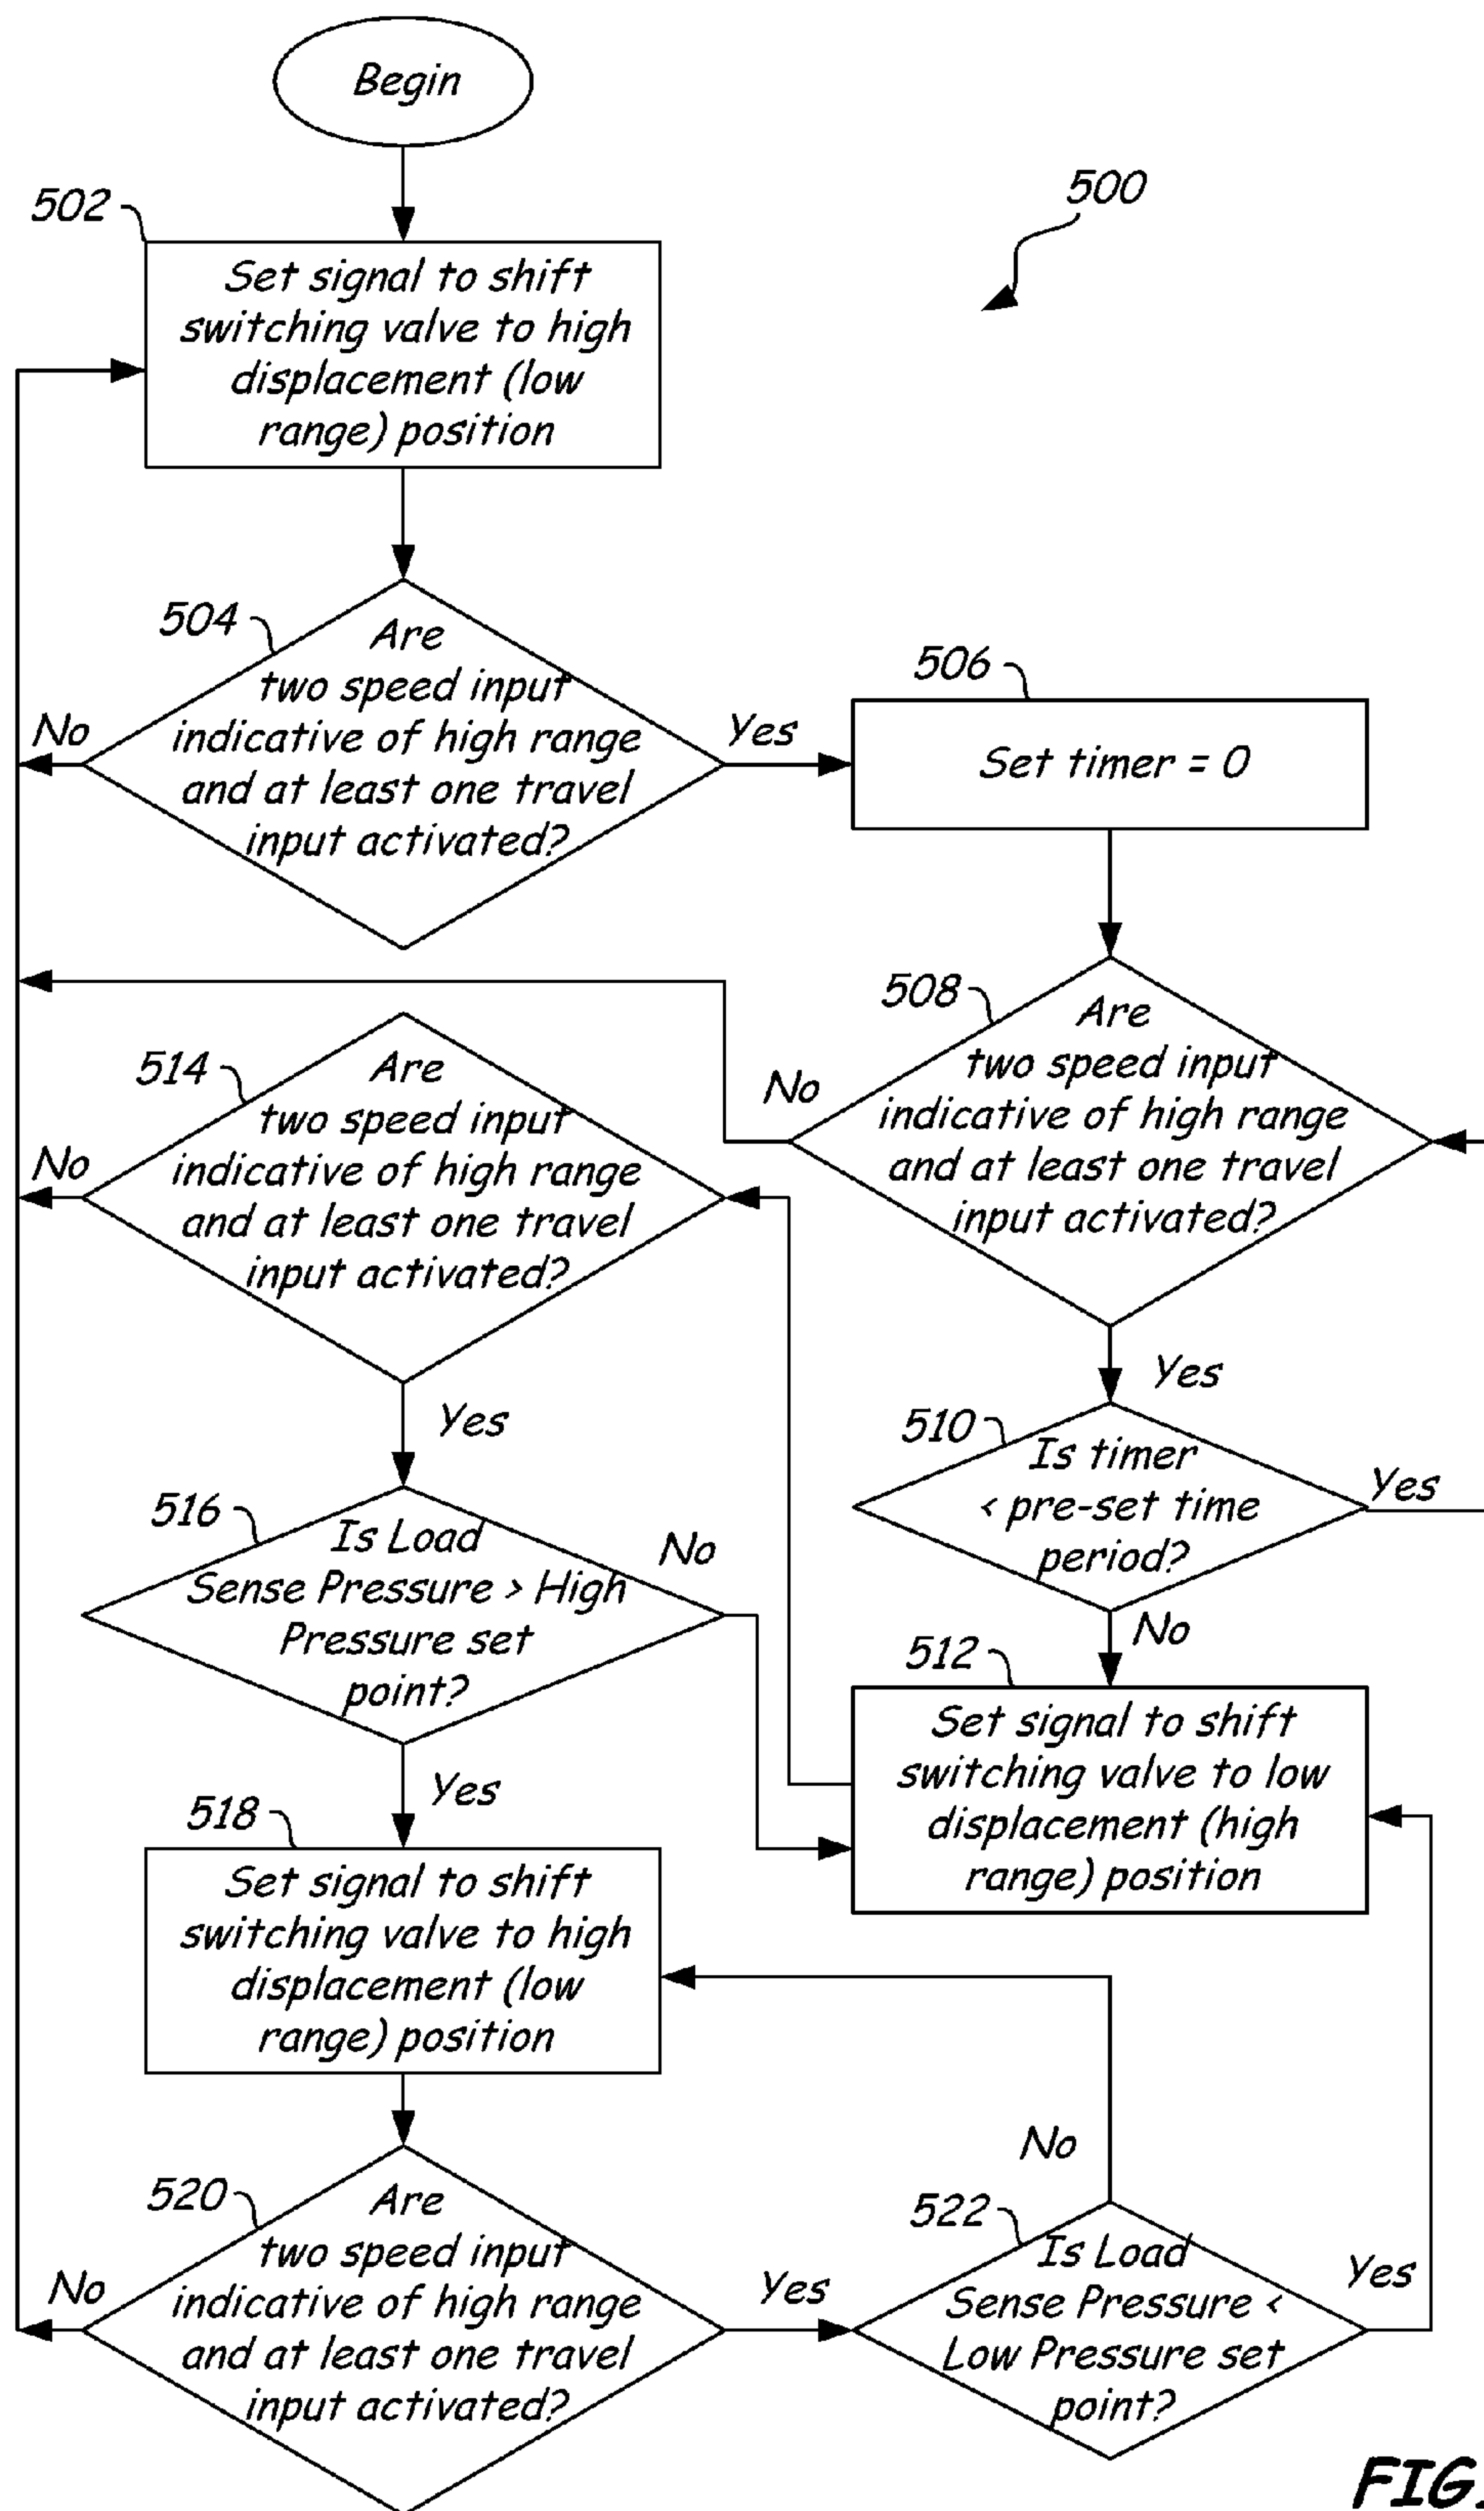 Begin
500
502
Set signal to shift
switching valve to high
displacement (low
range) position
504
Are
two speed input
indicative of high range
and at least one travel
input activated?
No
Yes
506
Set timer = 0
508
Are
two speed input
indicative of high range
and at least one travel
input activated?
No
Yes
510
Is timer
< pre-set time
period?
Yes
No
512
Set signal to shift
switching valve to low
displacement (high
range) position
514
Are
two speed input
indicative of high range
and at least one travel
input activated?
No
Yes
516
Is Load
Sense Pressure > High
Pressure set
point?
No
Yes
518
Set signal to shift
switching valve to high
displacement (low
range) position
520
Are
two speed input
indicative of high range
and at least one travel
input activated?
No
Yes
522
Is Load
Sense Pressure <
Low Pressure set
point?
No
Yes
FIG.